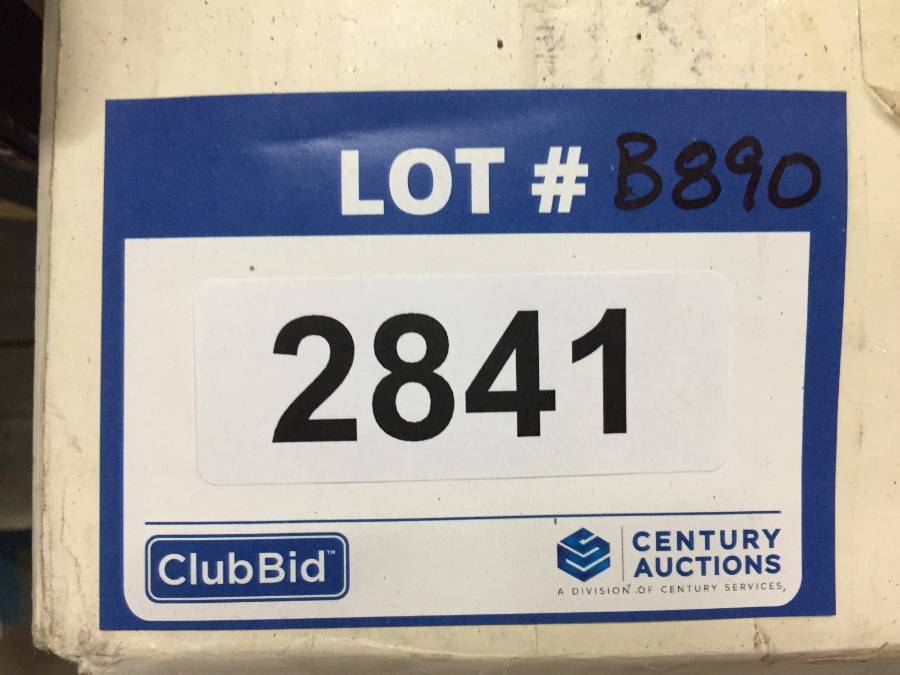 LOT # B890
2841
ClubBid™
CENTURY
AUCTIONS
A DIVISION OF CENTURY SERVICES